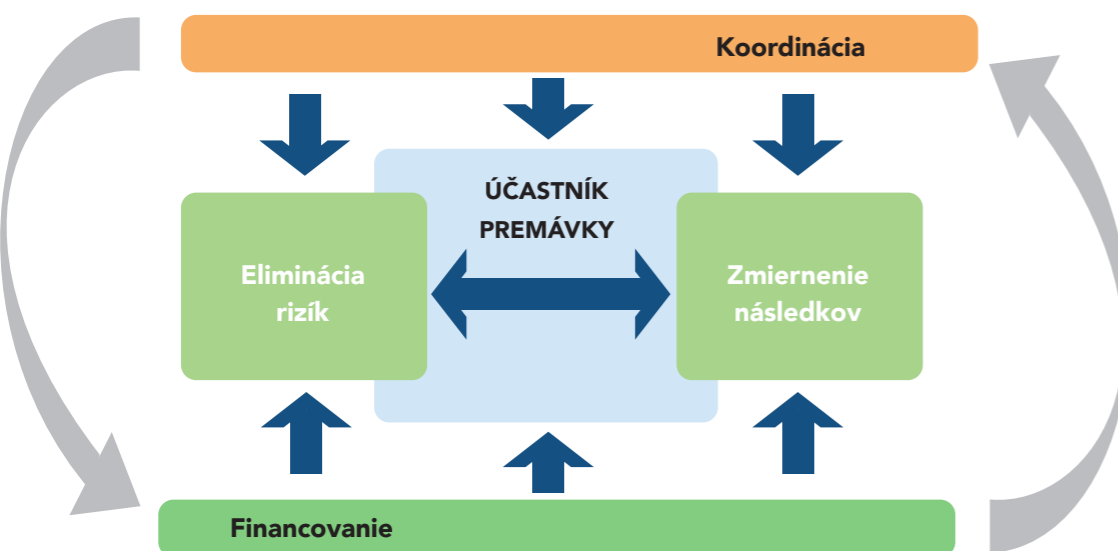 Koordinácia
ÚČASTNÍK
PREMÁVKY
Eliminácia
rizík
Zmiernenie
následkov
Financovanie